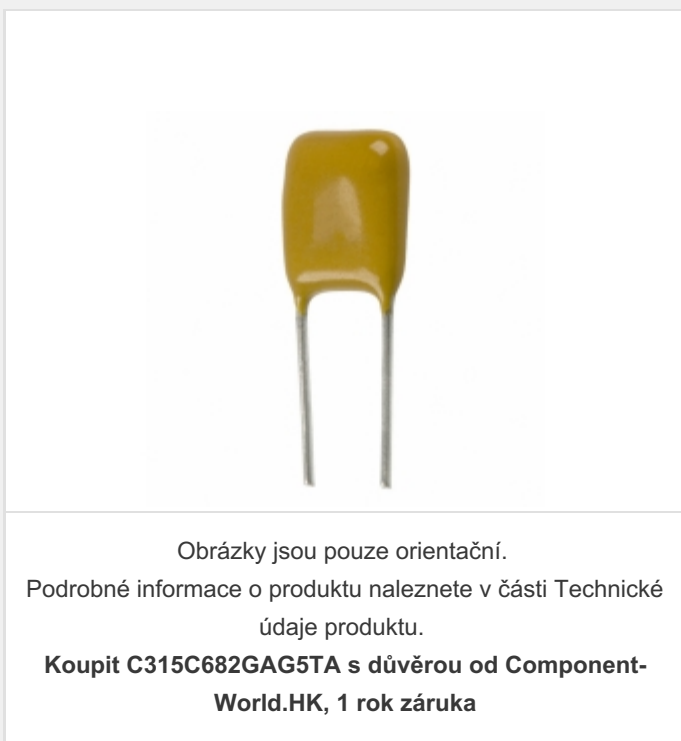 Obrázky jsou pouze orientační.
Podrobné informace o produktu naleznete v části Technické
údaje produktu.
Koupit C315C682GAG5TA s důvěrou od Component-
World.HK, 1 rok záruka